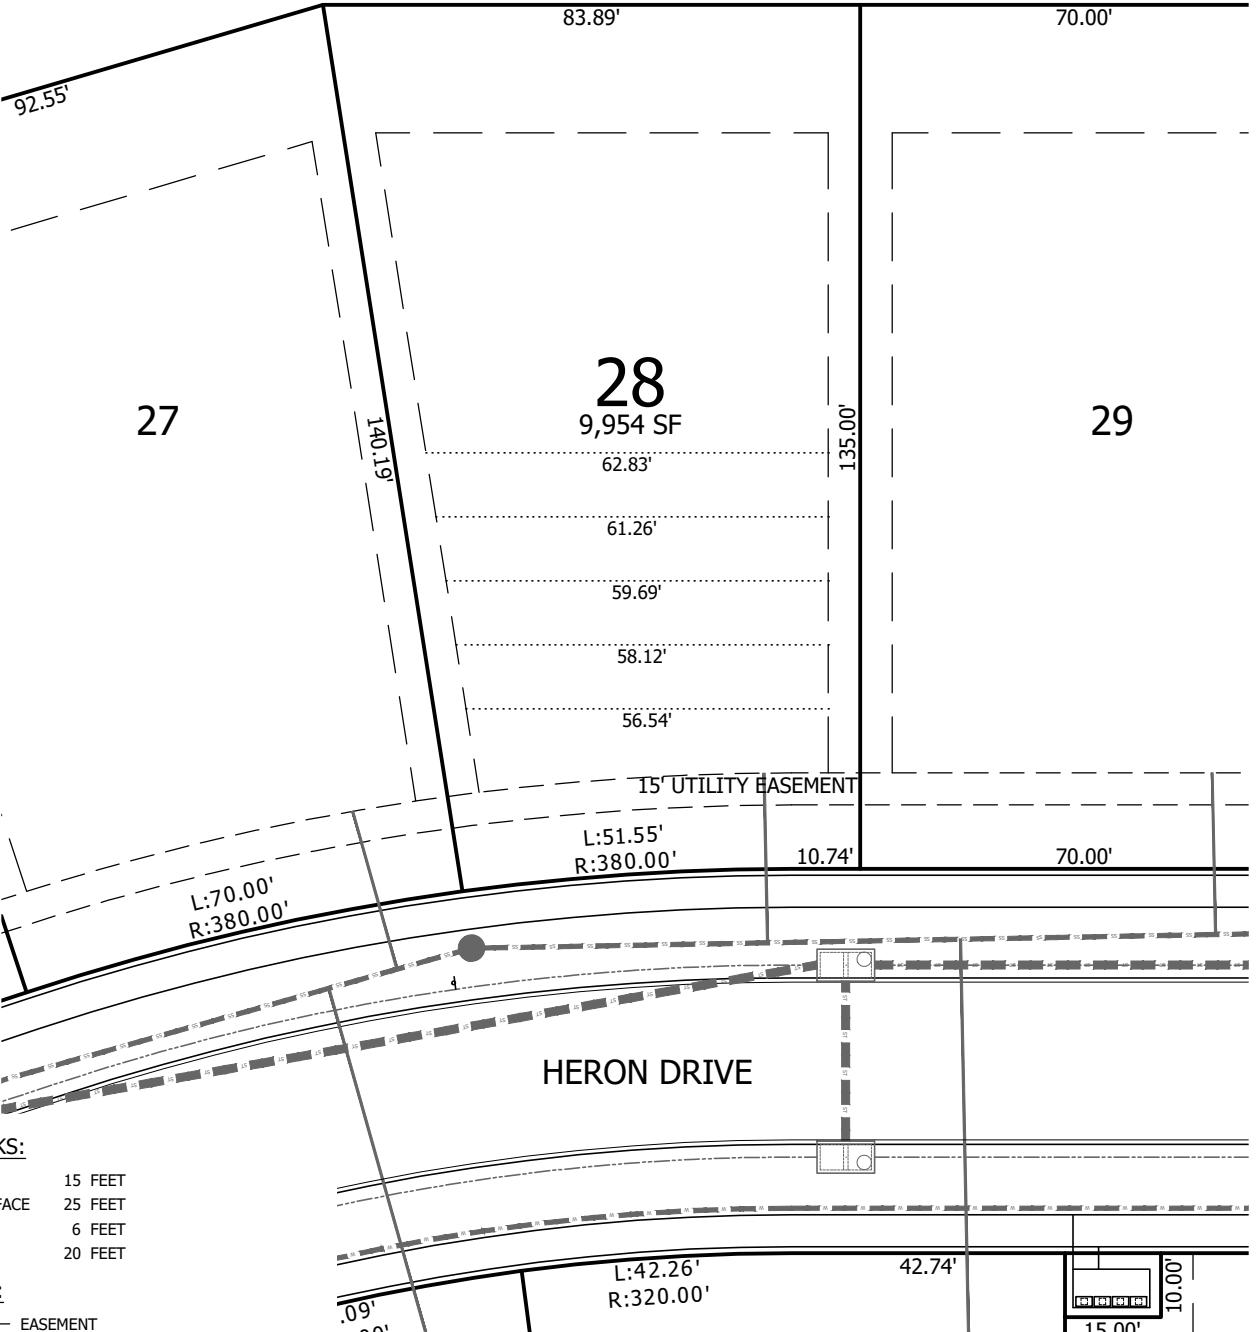 83.89'
70.00'
92.55'
27
28
9,954 SF
29
140.19'
135.00'
62.83'
61.26'
59.69'
58.12'
56.54'
15' UTILITY EASEMENT
L:51.55'
R:380.00'
10.74'
70.00'
L:70.00'
R:380.00'
HERON DRIVE
KS:
15 FEET
FACE 25 FEET
6 FEET
20 FEET
EASEMENT
.09'
L:42.26'
R:320.00'
42.74'
10.00'
15.00'